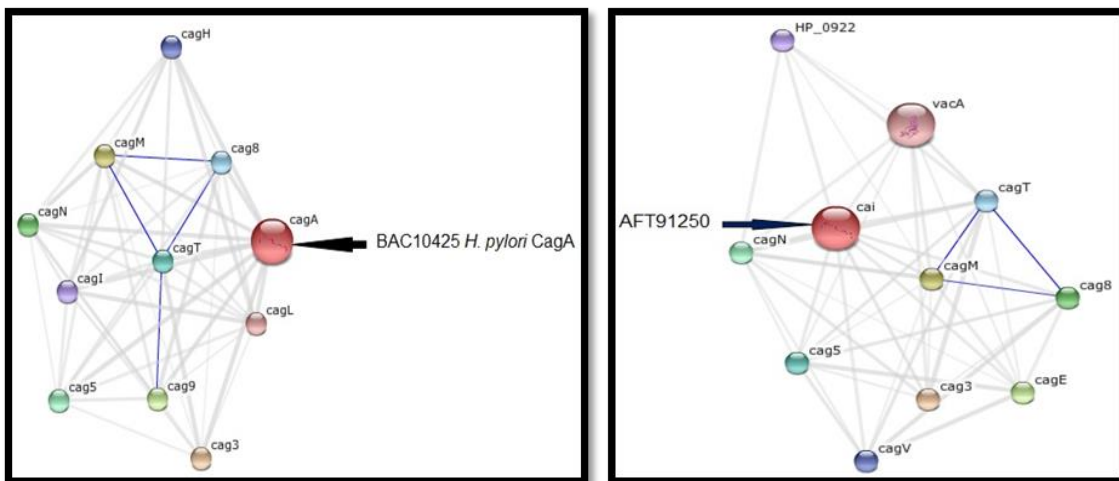 cagH
cagM
cag8
cagN
cagA
BAC10425 H. pylori CagA
cagT
cagI
cagL
cag5
cag9
cag3
HP_0922
vacA
cagT
AFT91250
cai
cagN
cagM
cag8
cag5
cagE
cag3
cagV